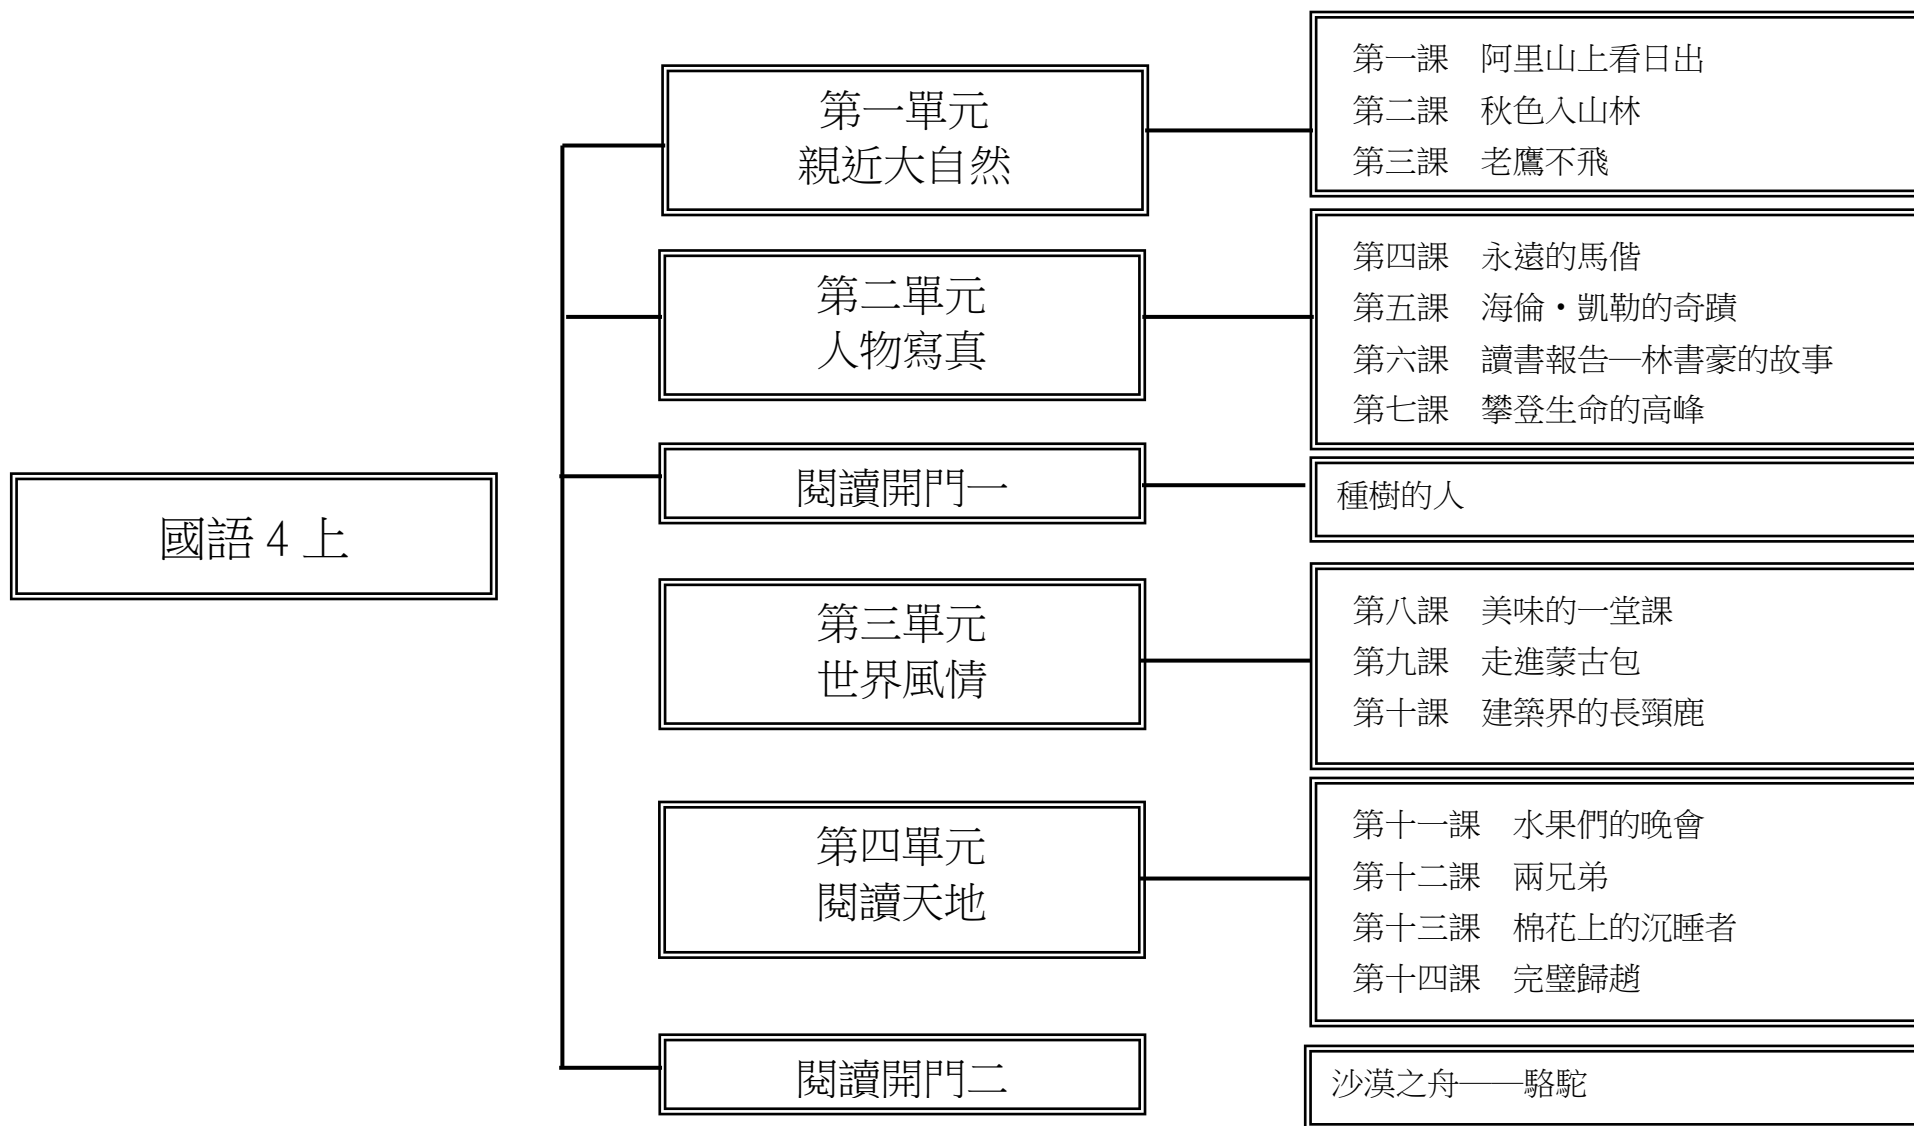 國語 4 上
第一單元
親近大自然
第一課　阿里山上看日出
第二課　秋色入山林
第三課　老鷹不飛
第二單元
人物寫真
第四課　永遠的馬偕
第五課　海倫・凱勒的奇蹟
第六課　讀書報告—林書豪的故事
第七課　攀登生命的高峰
閱讀開門一
種樹的人
第三單元
世界風情
第八課　美味的一堂課
第九課　走進蒙古包
第十課　建築界的長頸鹿
第四單元
閱讀天地
第十一課　水果們的晚會
第十二課　兩兄弟
第十三課　棉花上的沉睡者
第十四課　完璧歸趙
閱讀開門二
沙漠之舟——駱駝